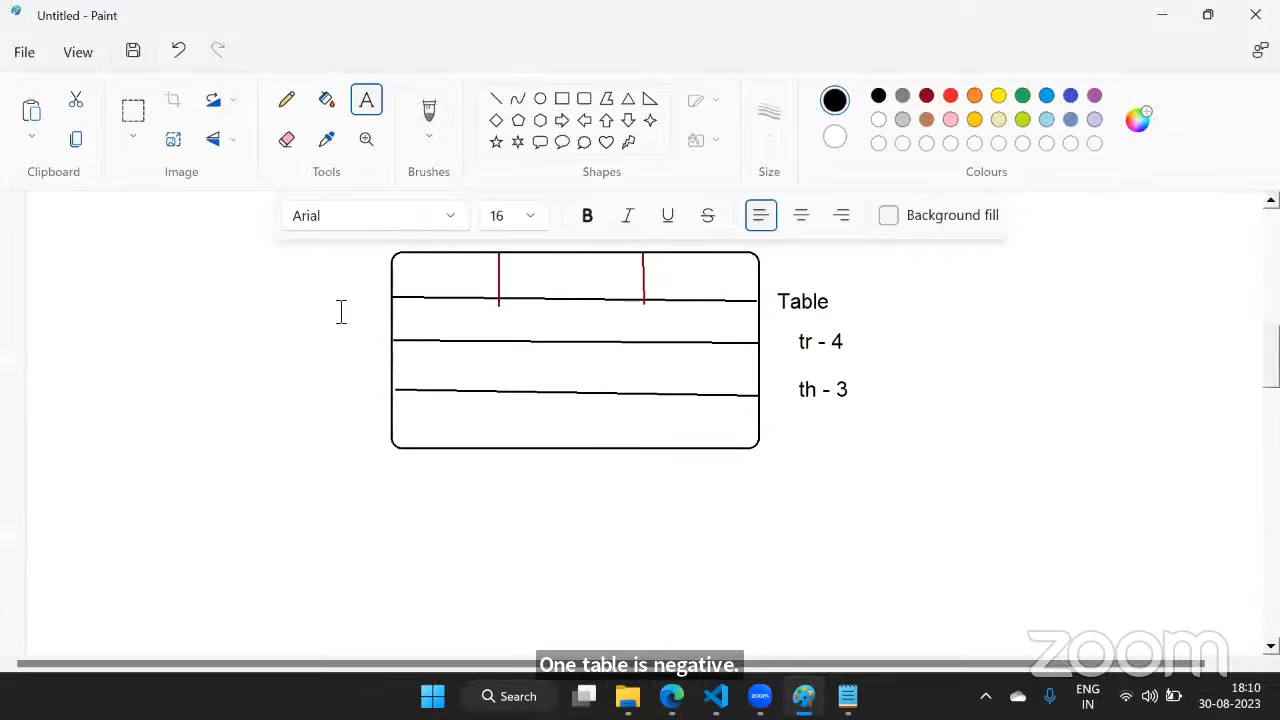 Untitled - Paint
File
View
Clipboard
Image
Tools
Brushes
Shapes
Size
Colours
Arial
16
B
I
U
S
Background fill
Table
tr - 4
th - 3
zoom
One table is negative.
Search
zoom
ENG
IN
18:10
30-08-2023